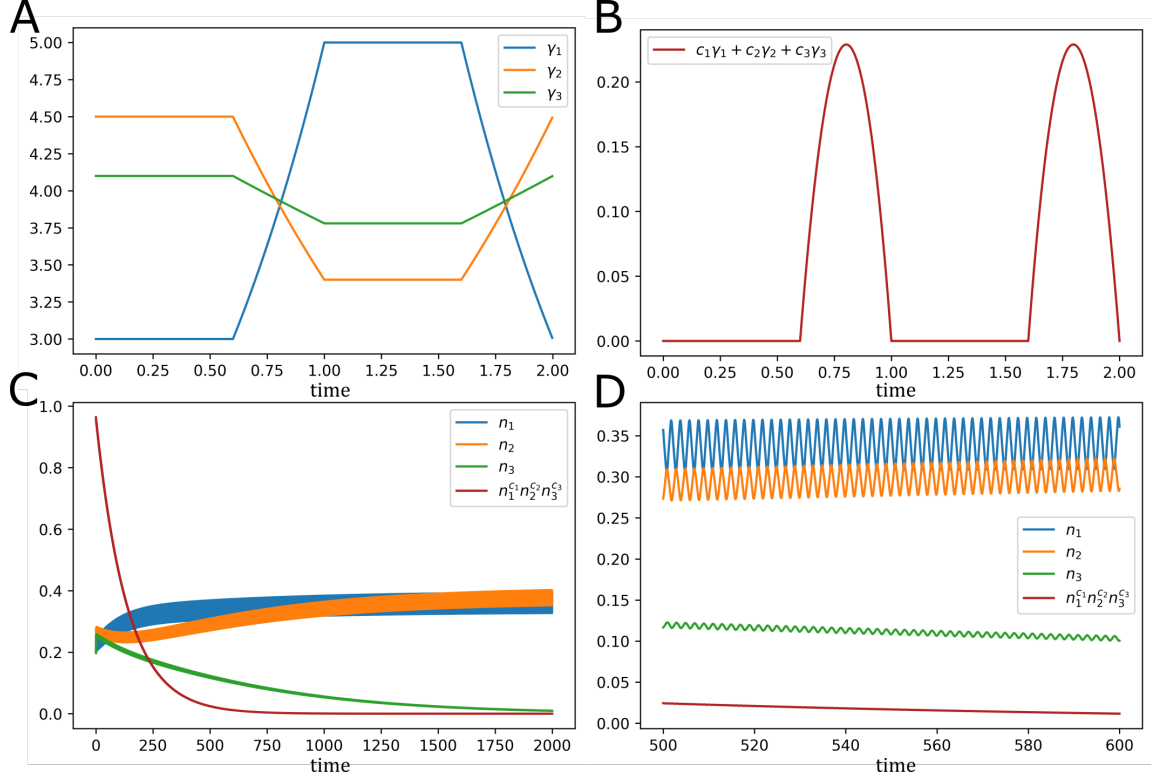 A
5.00
4.75
4.50
4.25
4.00
3.75
3.50
3.25
3.00
γ₁
γ₂
γ₃
0.00 0.25 0.50 0.75 1.00 1.25 1.50 1.75 2.00
time
B
0.20
0.15
0.10
0.05
0.00
c₁γ₁ + c₂γ₂ + c₃γ₃
0.00 0.25 0.50 0.75 1.00 1.25 1.50 1.75 2.00
time
C
1.0
0.8
0.6
0.4
0.2
0.0
n₁
n₂
n₃
n₁^c₁ n₂^c₂ n₃^c₃
0 250 500 750 1000 1250 1500 1750 2000
time
D
0.35
0.30
0.25
0.20
0.15
0.10
0.05
0.00
n₁
n₂
n₃
n₁^c₁ n₂^c₂ n₃^c₃
500 520 540 560 580 600
time